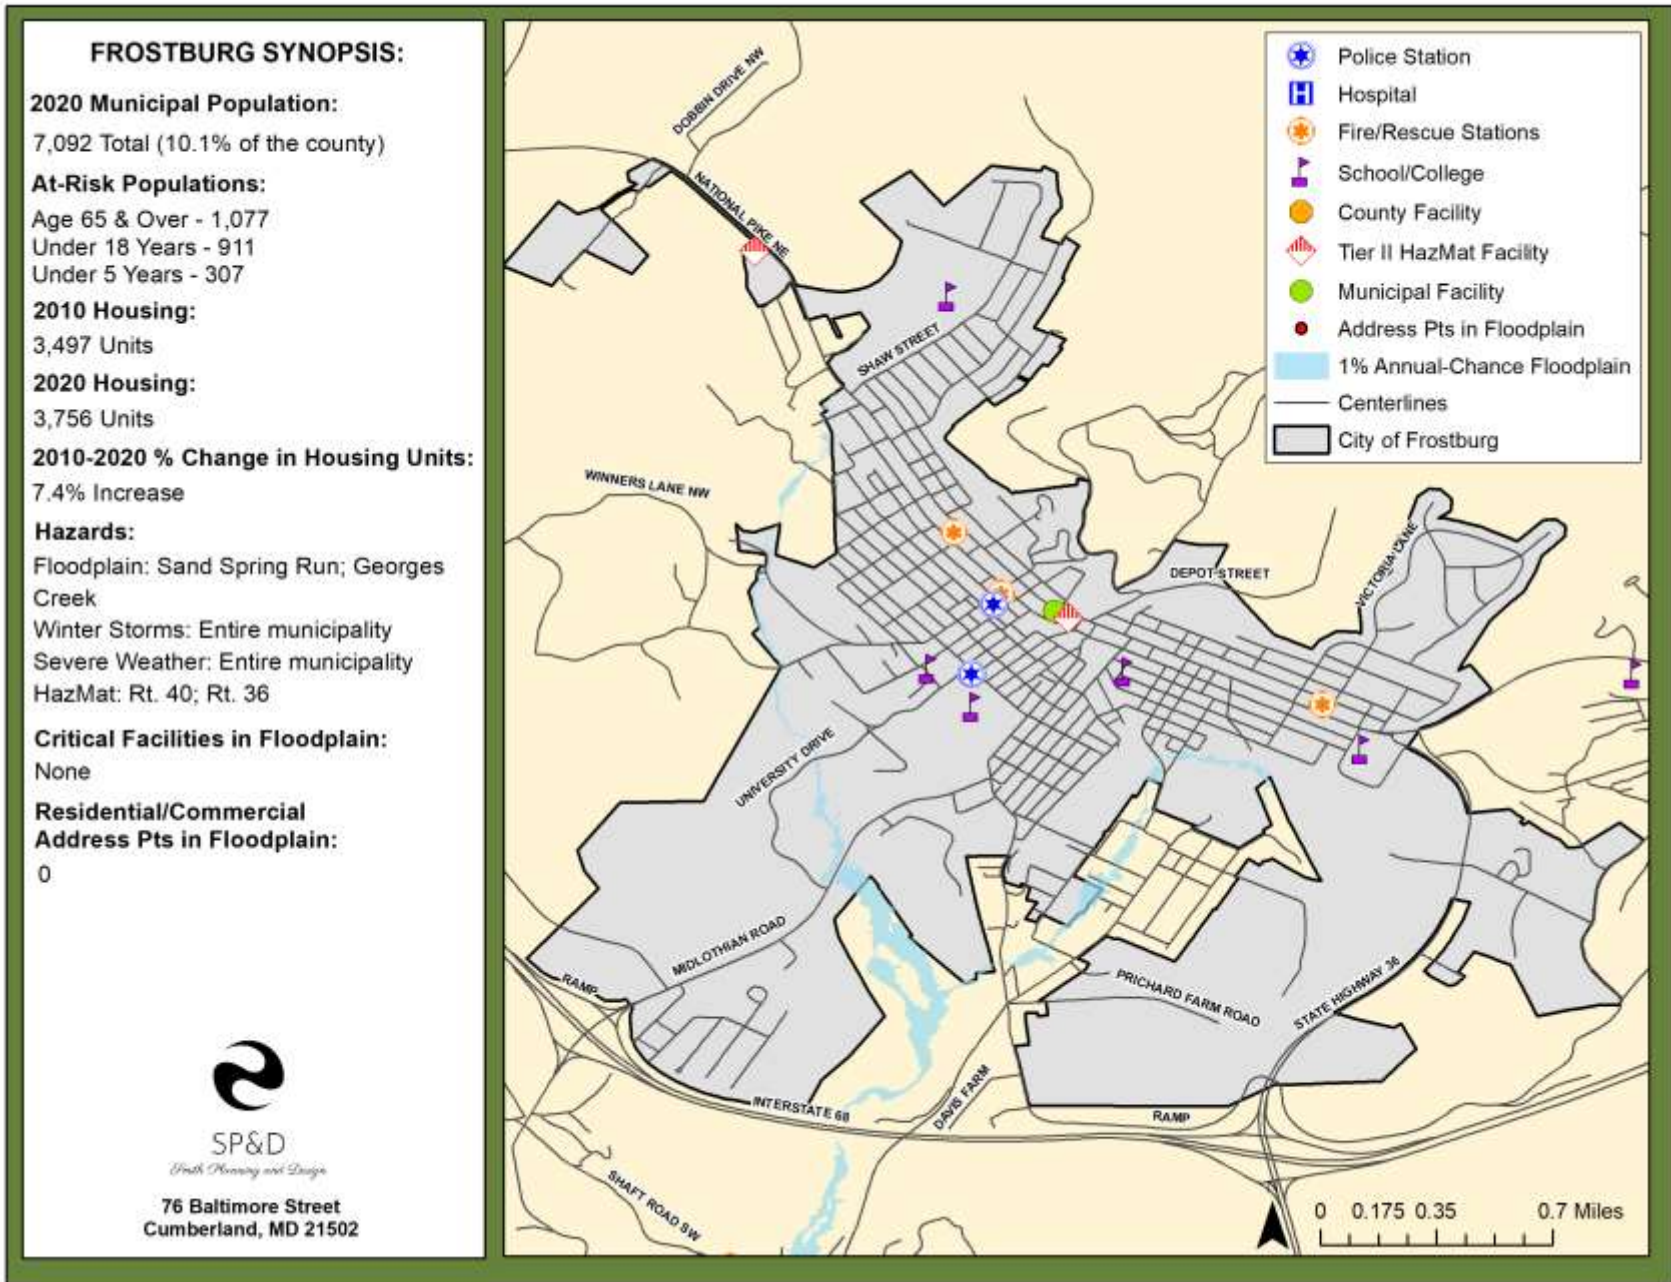 FROSTBURG SYNOPSIS:
2020 Municipal Population:
7,092 Total (10.1% of the county)
At-Risk Populations:
Age 65 & Over - 1,077
Under 18 Years - 911
Under 5 Years - 307
2010 Housing:
3,497 Units
2020 Housing:
3,756 Units
2010-2020 % Change in Housing Units:
7.4% Increase
Hazards:
Floodplain: Sand Spring Run; Georges
Creek
Winter Storms: Entire municipality
Severe Weather: Entire municipality
HazMat: Rt. 40; Rt. 36
Critical Facilities in Floodplain:
None
Residential/Commercial
Address Pts in Floodplain:
0
SP&D
Smith Planning and Design
76 Baltimore Street
Cumberland, MD 21502
DOBBIN DRIVE NW
NATIONAL PIKE NE
SHAW STREET
WINNERS LANE NW
DEPOT STREET
VICTORIA LANE
UNIVERSITY DRIVE
MIDLOTHIAN ROAD
RAMP
PRICHARD FARM ROAD
STATE HIGHWAY 36
INTERSTATE 68
DAVIS FARM
RAMP
SHAFT ROAD SW
Police Station
H Hospital
Fire/Rescue Stations
School/College
County Facility
Tier II HazMat Facility
Municipal Facility
Address Pts in Floodplain
1% Annual-Chance Floodplain
Centerlines
City of Frostburg
0 0.175 0.35 0.7 Miles